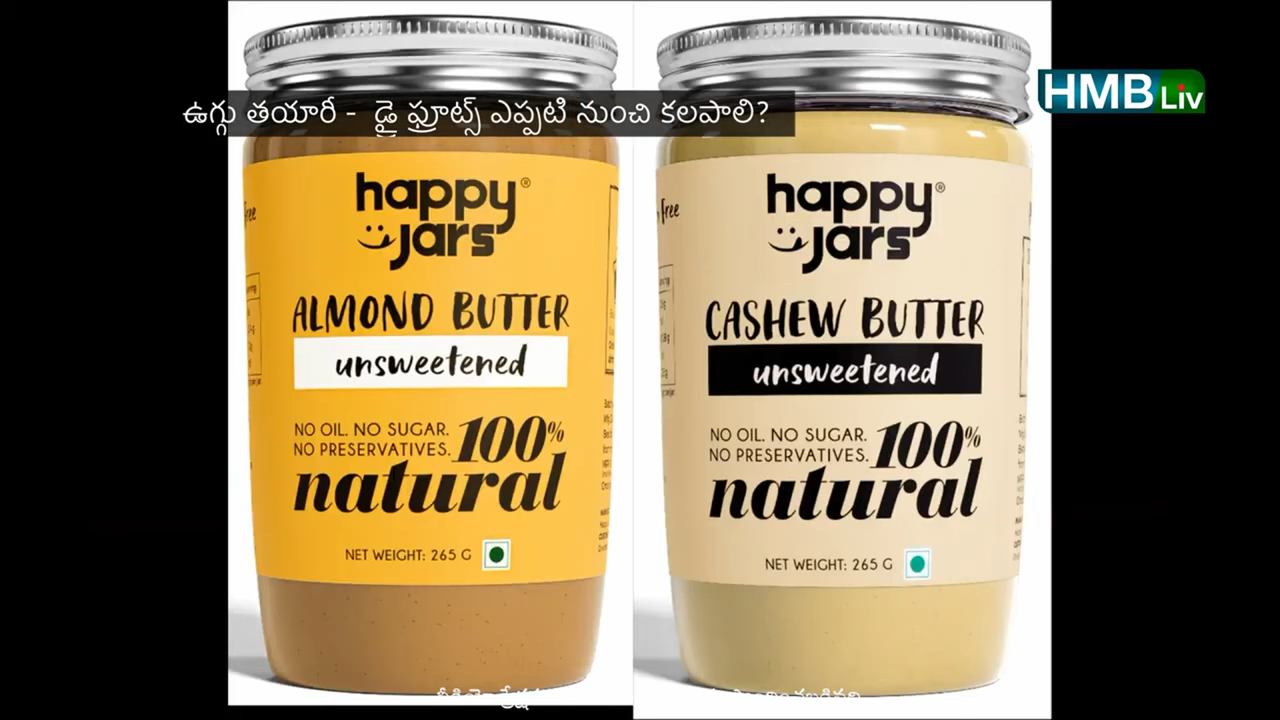 HMB Liv
ఉగ్గు తయారీ - డై ఫ్రూట్స్ ఎప్పటి నుంచి కలపాలి?
happy®
jars
ALMOND BUTTER
unsweetened
NO OIL. NO SUGAR.
NO PRESERVATIVES.
100%
natural
NET WEIGHT: 265 G
Free
happy®
jars
CASHEW BUTTER
unsweetened
NO OIL. NO SUGAR.
NO PRESERVATIVES.
100%
natural
NET WEIGHT: 265 G
Free